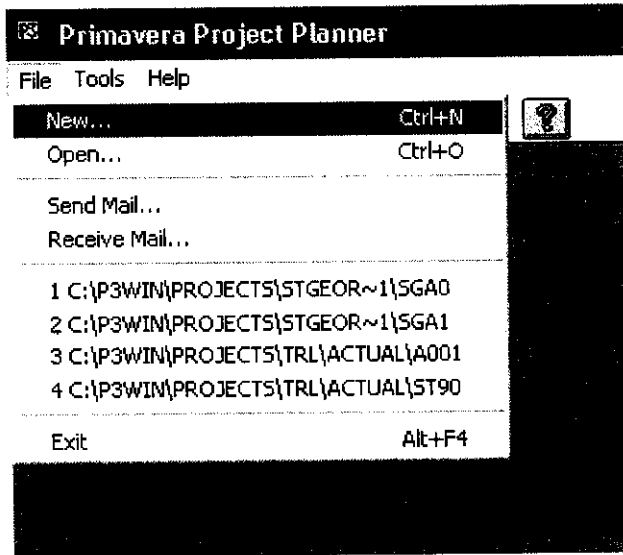 P3 Primavera Project Planner
File Tools Help
New... Ctrl+N
Open... Ctrl+O
Send Mail...
Receive Mail...
1 C:\P3WIN\PROJECTS\STGEOR~1\SGA0
2 C:\P3WIN\PROJECTS\STGEOR~1\SGA1
3 C:\P3WIN\PROJECTS\TRL\ACTUAL\A001
4 C:\P3WIN\PROJECTS\TRL\ACTUAL\ST90
Exit Alt+F4